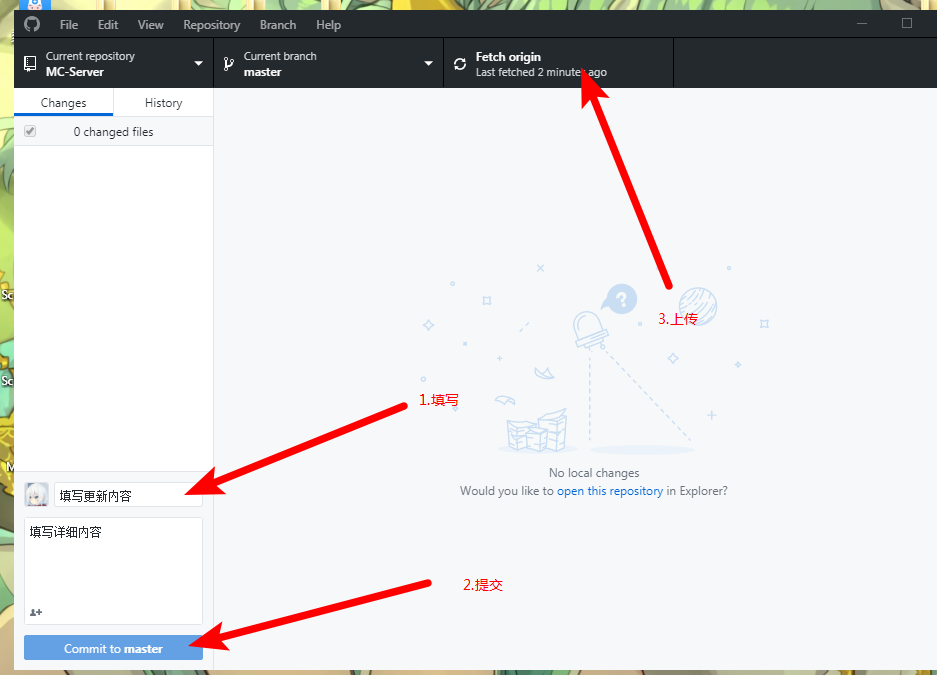 File Edit View Repository Branch Help
Current repository
MC-Server
Current branch
master
Fetch origin
Last fetched 2 minutes ago
Changes
History
0 changed files
3.上传
1.填写
No local changes
Would you like to open this repository in Explorer?
填写更新内容
填写详细内容
2.提交
Commit to master
Sc
Sc
M
?